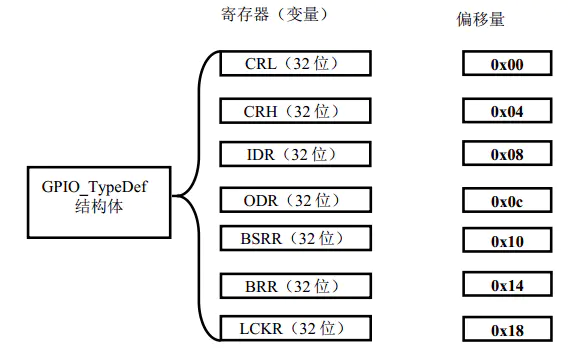 寄存器（变量）
偏移量
CRL（32 位）
0x00
CRH（32 位）
0x04
IDR（32 位）
0x08
GPIO_TypeDef
结构体
ODR（32 位）
0x0c
BSRR（32 位）
0x10
BRR（32 位）
0x14
LCKR（32 位）
0x18